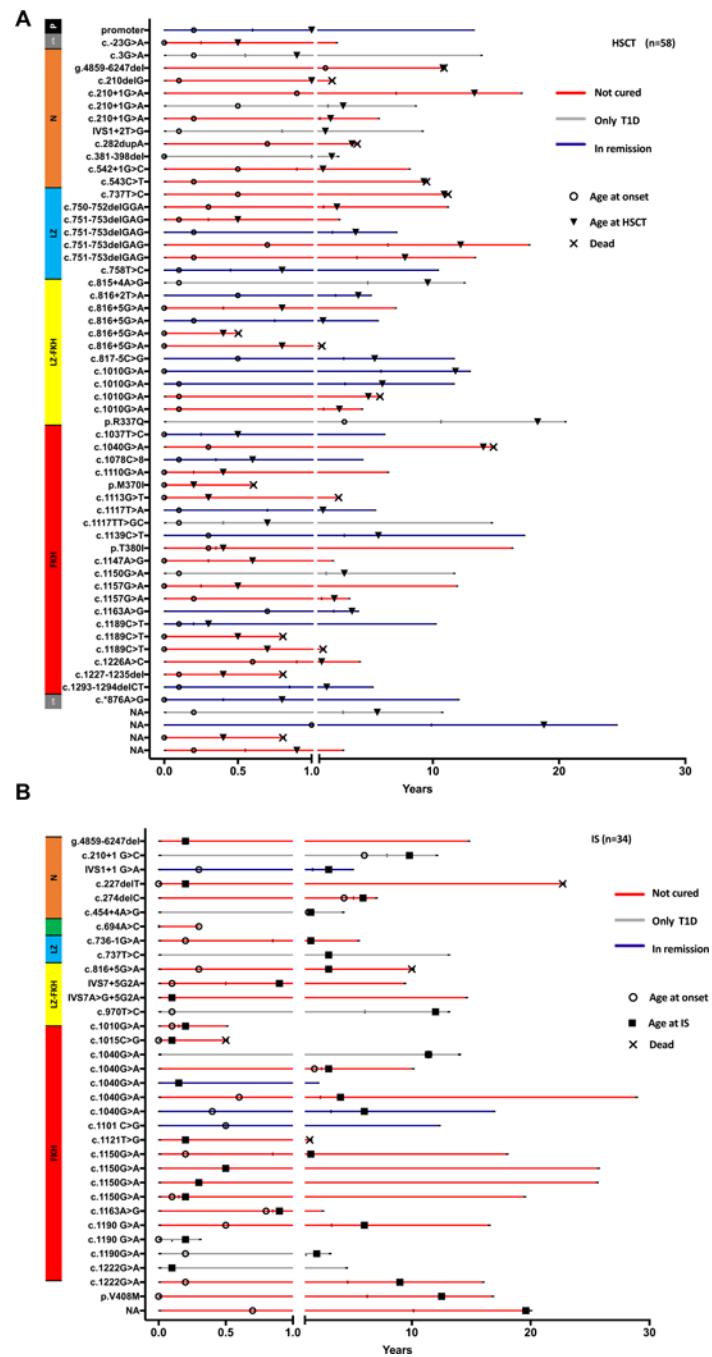 A
P
promoter
c.-23G>A
c.3G>A
HSCT (n=58)
g.4859-6247del
c.210delG
c.210+1G>A
Not cured
N
c.210+1G>A
Only T1D
c.210+1G>A
In remission
IVS1+2T>G
c.282dupA
c.381-398del
c.542+1G>C
c.543C>T
LZ
c.737T>C
Age at onset
c.750-752delGGA
Age at HSCT
c.751-753delGAG
Dead
c.751-753delGAG
c.751-753delGAG
c.751-753delGAG
c.758T>C
LZ-FKH
c.815+4A>G
c.816+2T>A
c.816+5G>A
c.816+5G>A
c.816+5G>A
c.816+5G>A
c.817-5C>G
c.1010G>A
c.1010G>A
c.1010G>A
c.1010G>A
p.R337Q
FKH
c.1037T>C
c.1040G>A
c.1078C>8
c.1110G>A
p.M370I
c.1113G>T
c.1117T>A
c.1117TT>GC
c.1139C>T
p.T380I
c.1147A>G
c.1150G>A
c.1157G>A
c.1157G>A
c.1163A>G
c.1189C>T
c.1189C>T
c.1189C>T
c.1226A>C
c.1227-1235del
c.1293-1294delCT
c.*876A>G
NA
NA
NA
NA
0.0 0.5 1.0 10 20 30
Years
B
g.4859-6247del
IS (n=34)
N
c.210+1 G>C
IVS1+1 G>A
c.227delT
Not cured
c.274delC
Only T1D
c.454+4A>G
In remission
c.694A>C
LZ
c.736-1G>A
c.737T>C
LZ-FKH
c.816+5G>A
IVS7+5G2A
Age at onset
IVS7A>G+5G2A
Age at IS
c.970T>C
Dead
FKH
c.1010G>A
c.1015C>G
c.1040G>A
c.1040G>A
c.1040G>A
c.1040G>A
c.1040G>A
c.1101 C>G
c.1121T>G
c.1150G>A
c.1150G>A
c.1150G>A
c.1150G>A
c.1163A>G
c.1190 G>A
c.1190 G>A
c.1190G>A
c.1222G>A
c.1222G>A
p.V408M
NA
0.0 0.5 1.0 10 20 30
Years